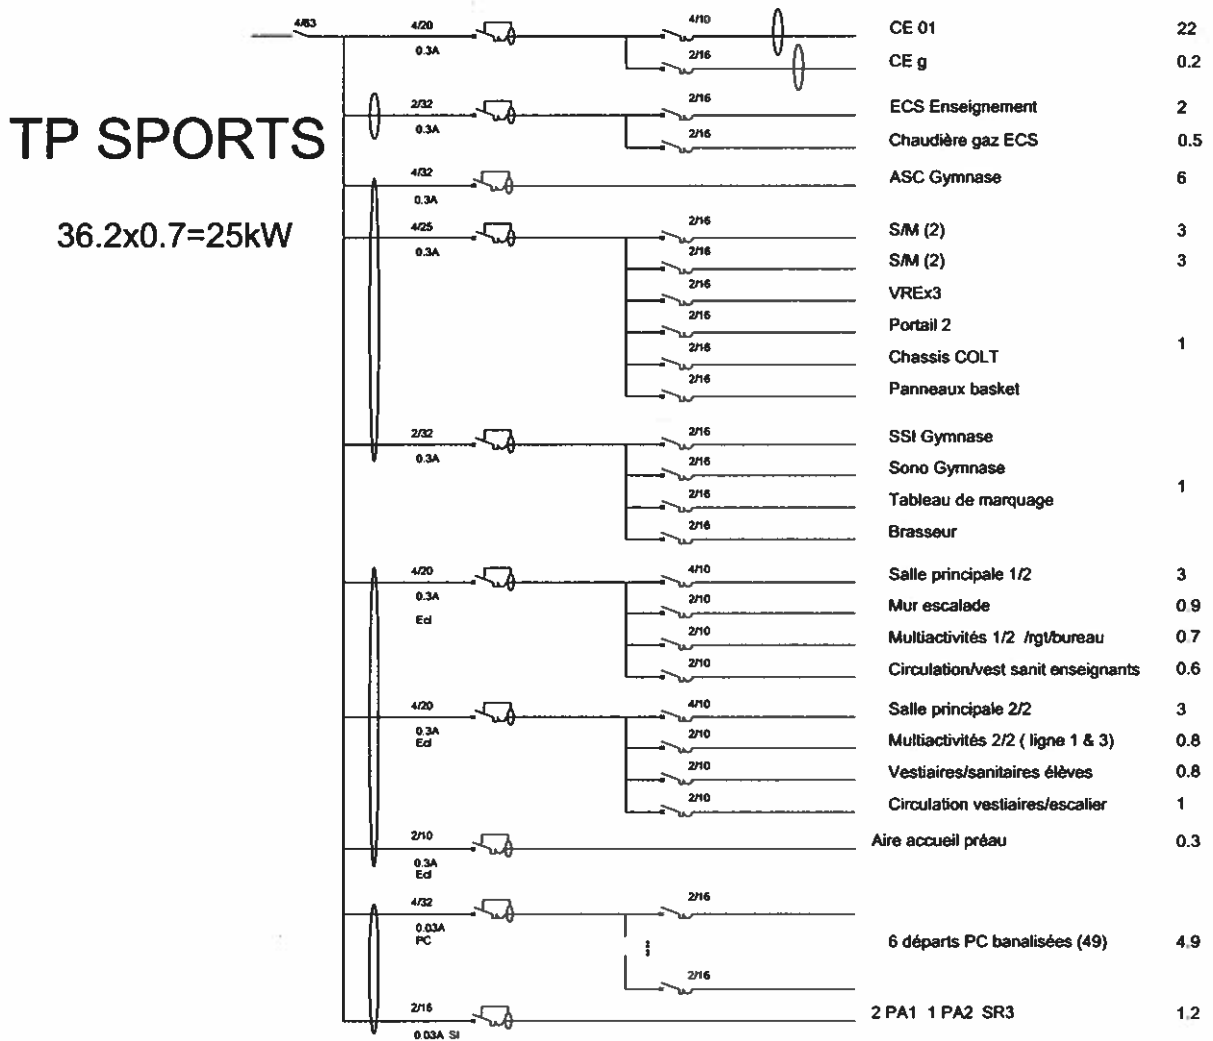 4/63
4/20
0.3A
4/10
CE 01
22
2/16
CE g
0.2
TP SPORTS
36.2x0.7=25kW
2/32
0.3A
2/16
ECS Enseignement
2
2/16
Chaudière gaz ECS
0.5
4/32
0.3A
ASC Gymnase
6
4/25
0.3A
2/16
S/M (2)
3
2/16
S/M (2)
3
2/16
VREx3
2/16
Portail 2
1
2/16
Chassis COLT
2/16
Panneaux basket
2/32
0.3A
2/16
SSI Gymnase
2/16
Sono Gymnase
1
2/16
Tableau de marquage
2/16
Brasseur
4/20
0.3A
Ecl
4/10
Salle principale 1/2
3
2/10
Mur escalade
0.9
2/10
Multiactivités 1/2 /rgt/bureau
0.7
2/10
Circulation/vest sanit enseignants
0.6
4/20
0.3A
Ecl
4/10
Salle principale 2/2
3
2/10
Multiactivités 2/2 ( ligne 1 & 3)
0.8
2/10
Vestiaires/sanitaires élèves
0.8
2/10
Circulation vestiaires/escalier
1
2/10
0.3A
Ecl
Aire accueil préau
0.3
4/32
0.03A
PC
2/16
6 départs PC banalisées (49)
4.9
2/16
2/16
0.03A SI
2 PA1 1 PA2 SR3
1.2